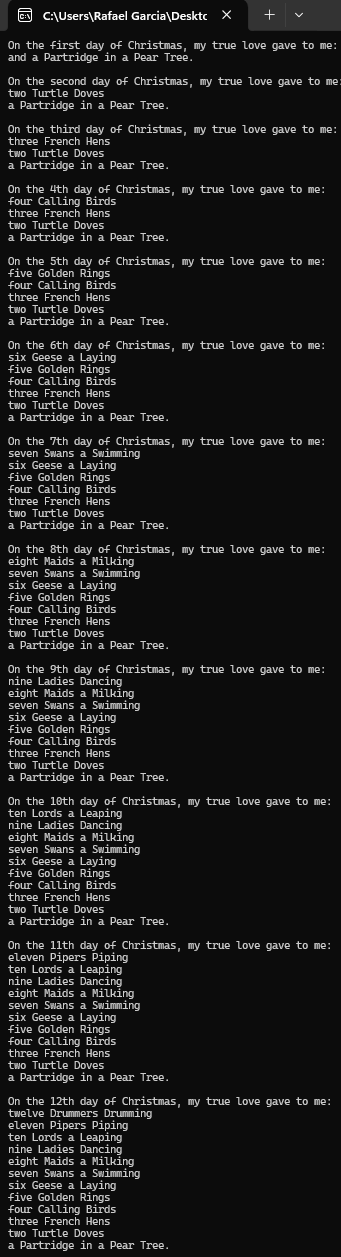 C:\Users\Rafael Garcia\Deskto
On the first day of Christmas, my true love gave to me:
and a Partridge in a Pear Tree.
On the second day of Christmas, my true love gave to me:
two Turtle Doves
a Partridge in a Pear Tree.
On the third day of Christmas, my true love gave to me:
three French Hens
two Turtle Doves
a Partridge in a Pear Tree.
On the 4th day of Christmas, my true love gave to me:
four Calling Birds
three French Hens
two Turtle Doves
a Partridge in a Pear Tree.
On the 5th day of Christmas, my true love gave to me:
five Golden Rings
four Calling Birds
three French Hens
two Turtle Doves
a Partridge in a Pear Tree.
On the 6th day of Christmas, my true love gave to me:
six Geese a Laying
five Golden Rings
four Calling Birds
three French Hens
two Turtle Doves
a Partridge in a Pear Tree.
On the 7th day of Christmas, my true love gave to me:
seven Swans a Swimming
six Geese a Laying
five Golden Rings
four Calling Birds
three French Hens
two Turtle Doves
a Partridge in a Pear Tree.
On the 8th day of Christmas, my true love gave to me:
eight Maids a Milking
seven Swans a Swimming
six Geese a Laying
five Golden Rings
four Calling Birds
three French Hens
two Turtle Doves
a Partridge in a Pear Tree.
On the 9th day of Christmas, my true love gave to me:
nine Ladies Dancing
eight Maids a Milking
seven Swans a Swimming
six Geese a Laying
five Golden Rings
four Calling Birds
three French Hens
two Turtle Doves
a Partridge in a Pear Tree.
On the 10th day of Christmas, my true love gave to me:
ten Lords a Leaping
nine Ladies Dancing
eight Maids a Milking
seven Swans a Swimming
six Geese a Laying
five Golden Rings
four Calling Birds
three French Hens
two Turtle Doves
a Partridge in a Pear Tree.
On the 11th day of Christmas, my true love gave to me:
eleven Pipers Piping
ten Lords a Leaping
nine Ladies Dancing
eight Maids a Milking
seven Swans a Swimming
six Geese a Laying
five Golden Rings
four Calling Birds
three French Hens
two Turtle Doves
a Partridge in a Pear Tree.
On the 12th day of Christmas, my true love gave to me:
twelve Drummers Drumming
eleven Pipers Piping
ten Lords a Leaping
nine Ladies Dancing
eight Maids a Milking
seven Swans a Swimming
six Geese a Laying
five Golden Rings
four Calling Birds
three French Hens
two Turtle Doves
a Partridge in a Pear Tree.